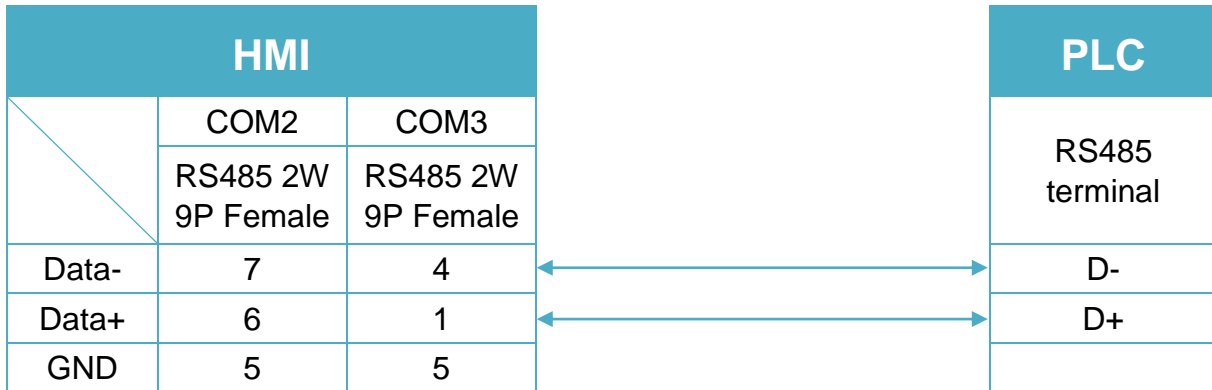 HMI
PLC
COM2
COM3
RS485 2W
9P Female
RS485 2W
9P Female
RS485
terminal
Data-
7
4
D-
Data+
6
1
D+
GND
5
5